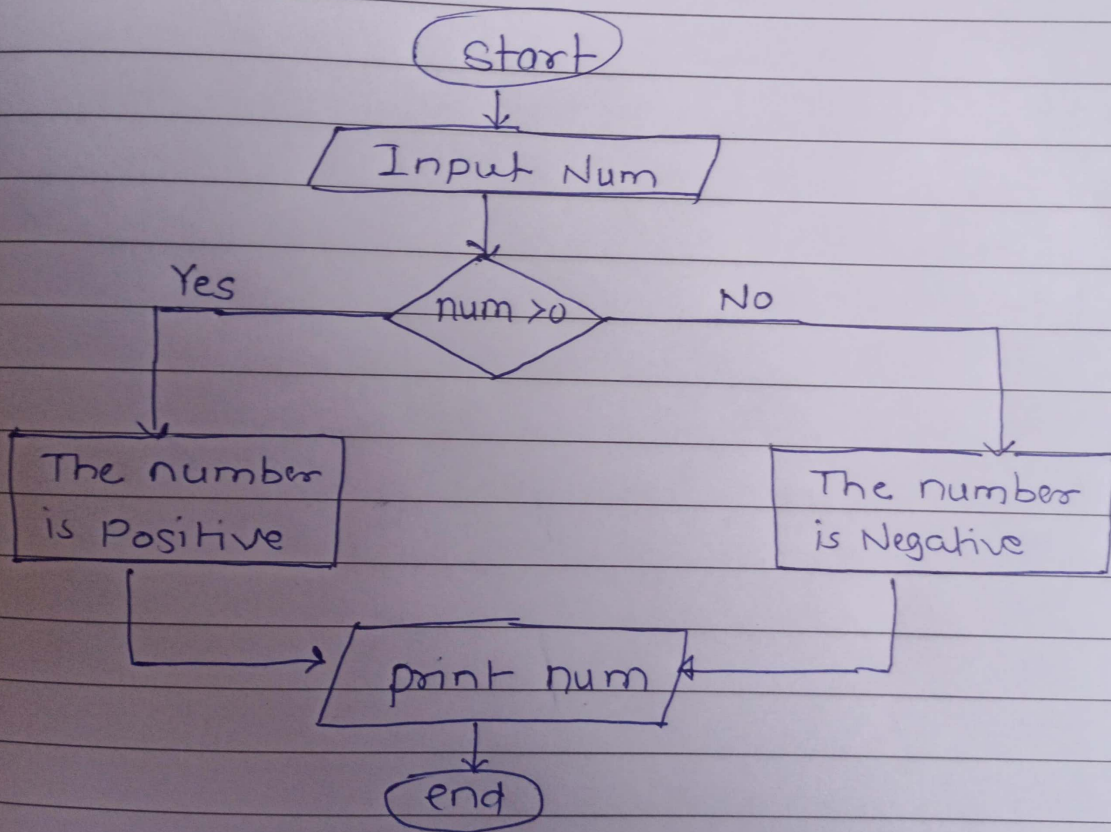 Start
Input Num
num >0
Yes
No
The number
is Positive
The number
is Negative
print num
end